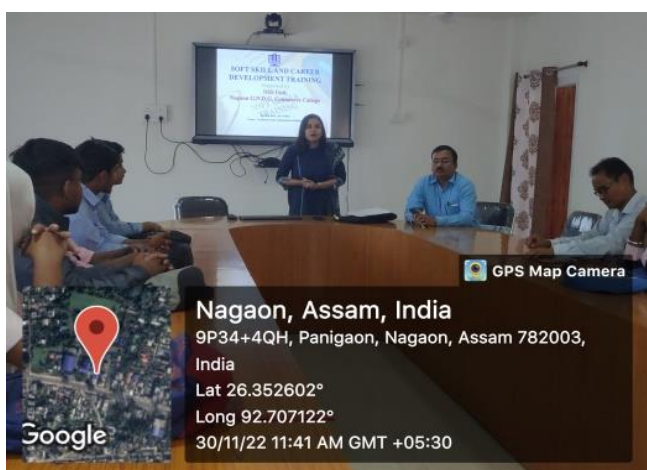 SOFT SKILL AND CAREER
DEVELOPMENT TRAINING
Nagaon G.N.D.G. Commerce College
GPS Map Camera
Nagaon, Assam, India
9P34+4QH, Panigaon, Nagaon, Assam 782003,
India
Lat 26.352602°
Long 92.707122°
30/11/22 11:41 AM GMT +05:30
Google